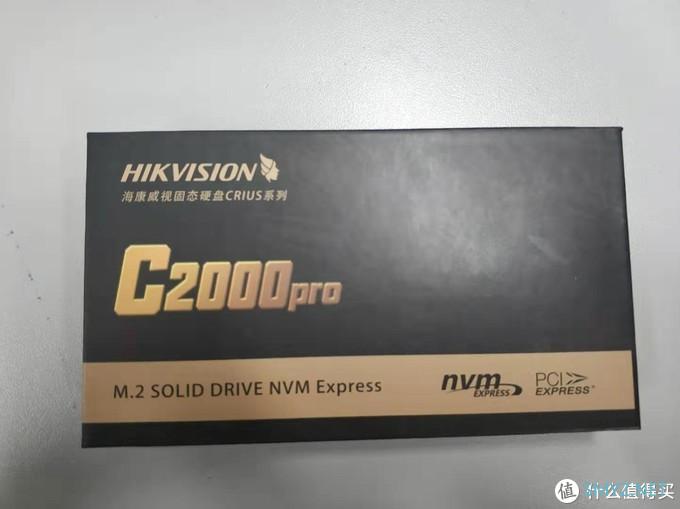 HIKVISION
海康威视固态硬盘CRIUS系列
C2000pro
M.2 SOLID DRIVE NVM Express
nvm
EXPRESS
PCI
EXPRESS®
值 什么值得买